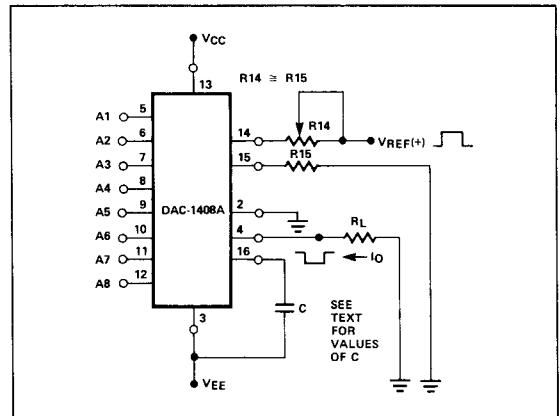 VCC
13
R14 ≅ R15
A1 5
A2 6
A3 7
A4 8
A5 9
A6 10
A7 11
A8 12
DAC-1408A
14
R14
VREF(+)
15
R15
2
4
RL
IO
16
C
SEE
TEXT
FOR
VALUES
OF C
3
VEE